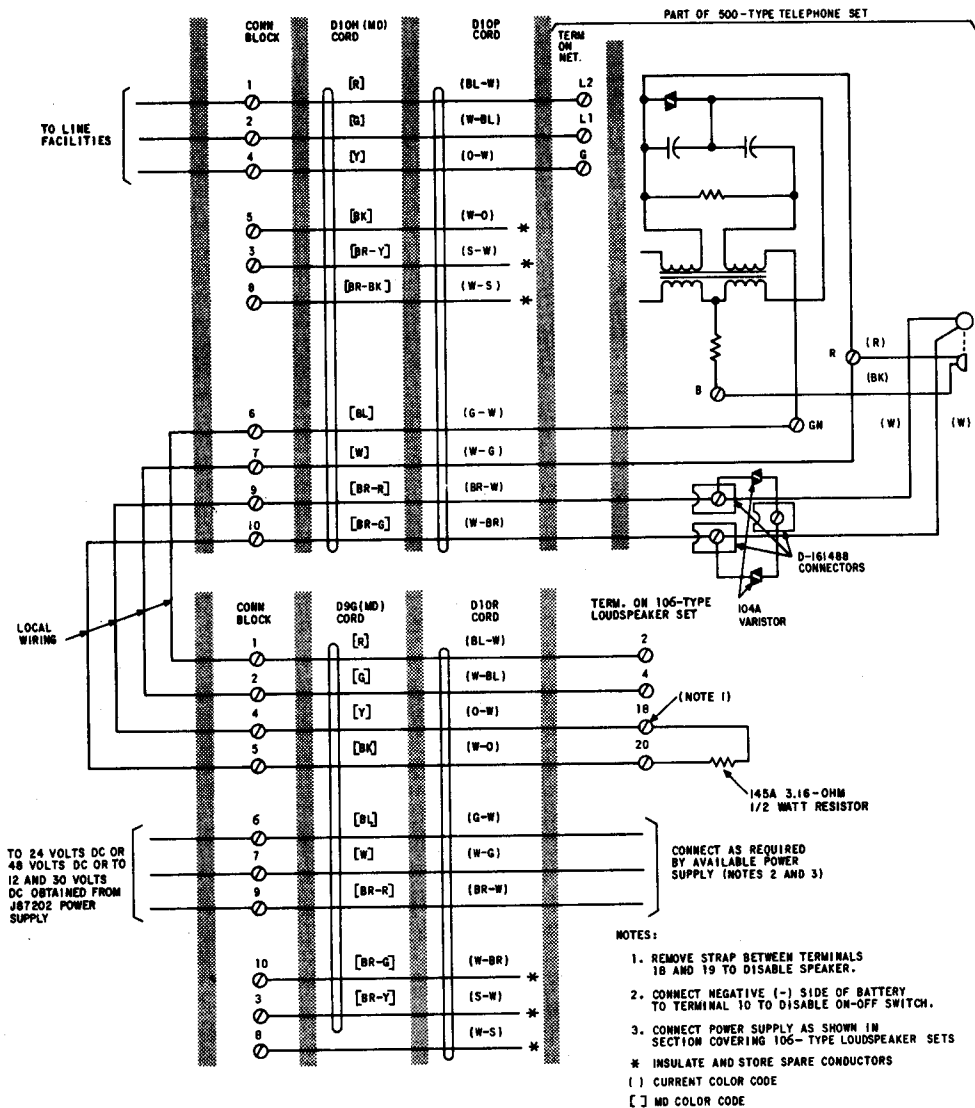 PART OF 500-TYPE TELEPHONE SET
CONN BLOCK
D10H (MD) CORD
D10P CORD
TERM ON NET.
TO LINE FACILITIES
1 [R] (BL-W) L2
2 [G] (W-BL) L1
4 [Y] (O-W) G
5 [BK] (W-O) *
3 [BR-Y] (S-W) *
8 [BR-BK] (W-S) *
R (R)
(BK)
B
6 [BL] (G-W) GN (W) (W)
7 [W] (W-G)
9 [BR-R] (BR-W)
10 [BR-G] (W-BR)
D-161488 CONNECTORS
104A VARISTOR
LOCAL WIRING
CONN BLOCK
D9G (MD) CORD
D10R CORD
TERM. ON 106-TYPE LOUDSPEAKER SET
1 [R] (BL-W) 2
2 [G] (W-BL) 4
4 [Y] (O-W) 18 (NOTE 1)
5 [BK] (W-O) 20
145A 3.16-OHM
1/2 WATT RESISTOR
TO 24 VOLTS DC OR
48 VOLTS DC OR TO
12 AND 30 VOLTS
DC OBTAINED FROM
J87202 POWER
SUPPLY
6 [BL] (G-W)
7 [W] (W-G)
9 [BR-R] (BR-W)
CONNECT AS REQUIRED
BY AVAILABLE POWER
SUPPLY (NOTES 2 AND 3)
10 [BR-G] (W-BR) *
3 [BR-Y] (S-W) *
8 (W-S) *
NOTES:
1. REMOVE STRAP BETWEEN TERMINALS
18 AND 19 TO DISABLE SPEAKER.
2. CONNECT NEGATIVE (-) SIDE OF BATTERY
TO TERMINAL 10 TO DISABLE ON-OFF SWITCH.
3. CONNECT POWER SUPPLY AS SHOWN IN
SECTION COVERING 106- TYPE LOUDSPEAKER SETS
* INSULATE AND STORE SPARE CONDUCTORS
( ) CURRENT COLOR CODE
[ ] MD COLOR CODE